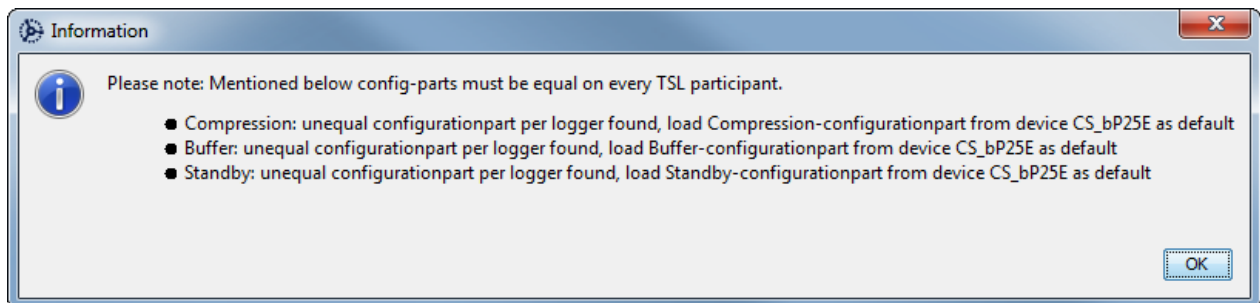 Information
Please note: Mentioned below config-parts must be equal on every TSL participant.
● Compression: unequal configurationpart per logger found, load Compression-configurationpart from device CS_bP25E as default
● Buffer: unequal configurationpart per logger found, load Buffer-configurationpart from device CS_bP25E as default
● Standby: unequal configurationpart per logger found, load Standby-configurationpart from device CS_bP25E as default
OK